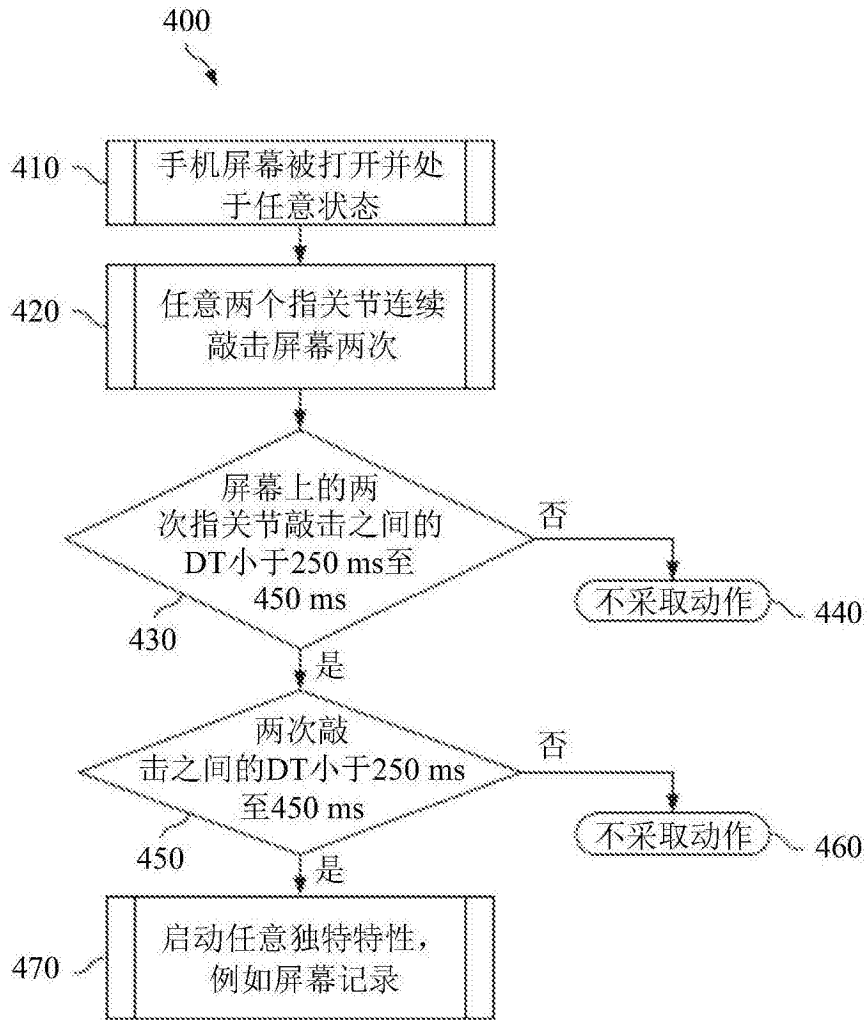 400
410
手机屏幕被打开并处
于任意状态
420
任意两个指关节连续
敲击屏幕两次
屏幕上的两
次指关节敲击之间的
DT小于250 ms至
450 ms
430
否
不采取动作
440
是
两次敲
击之间的DT小于250 ms
至450 ms
450
否
不采取动作
460
是
启动任意独特特性，
例如屏幕记录
470